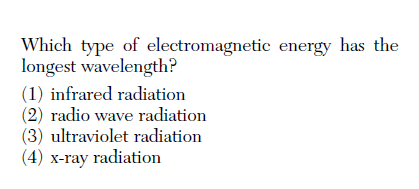 Which type of electromagnetic energy has the
longest wavelength?
(1) infrared radiation
(2) radio wave radiation
(3) ultraviolet radiation
(4) x-ray radiation